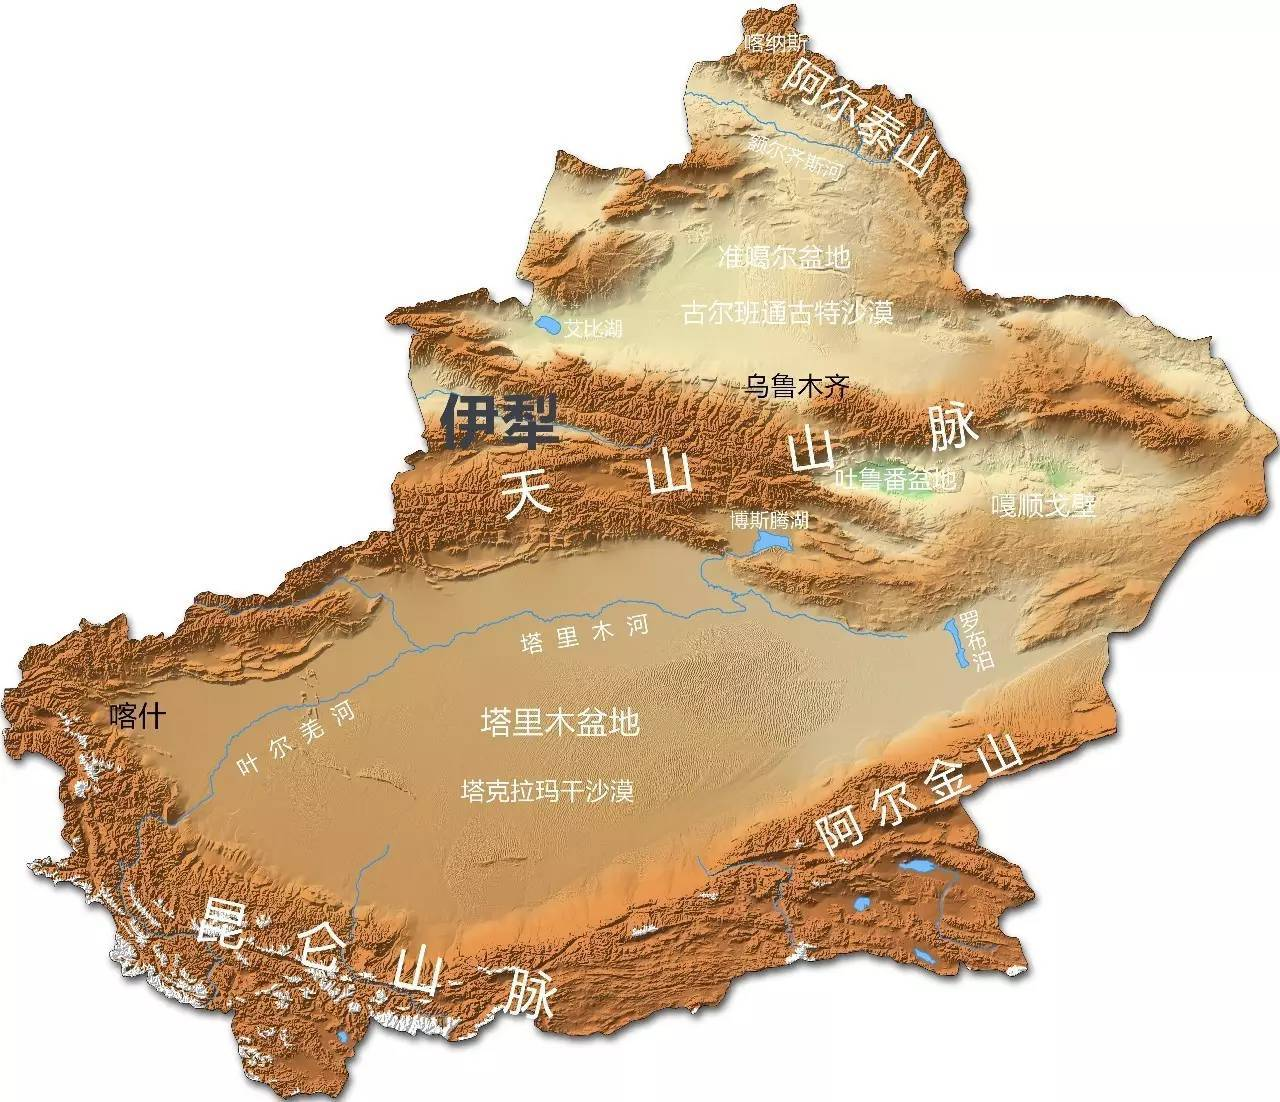 喀纳斯
阿尔泰山
额尔齐斯河
准噶尔盆地
古尔班通古特沙漠
艾比湖
乌鲁木齐
伊犁
天山山脉
吐鲁番盆地
嘎顺戈壁
博斯腾湖
罗布泊
塔里木河
喀什
叶尔羌河
塔里木盆地
塔克拉玛干沙漠
阿尔金山
昆仑山脉